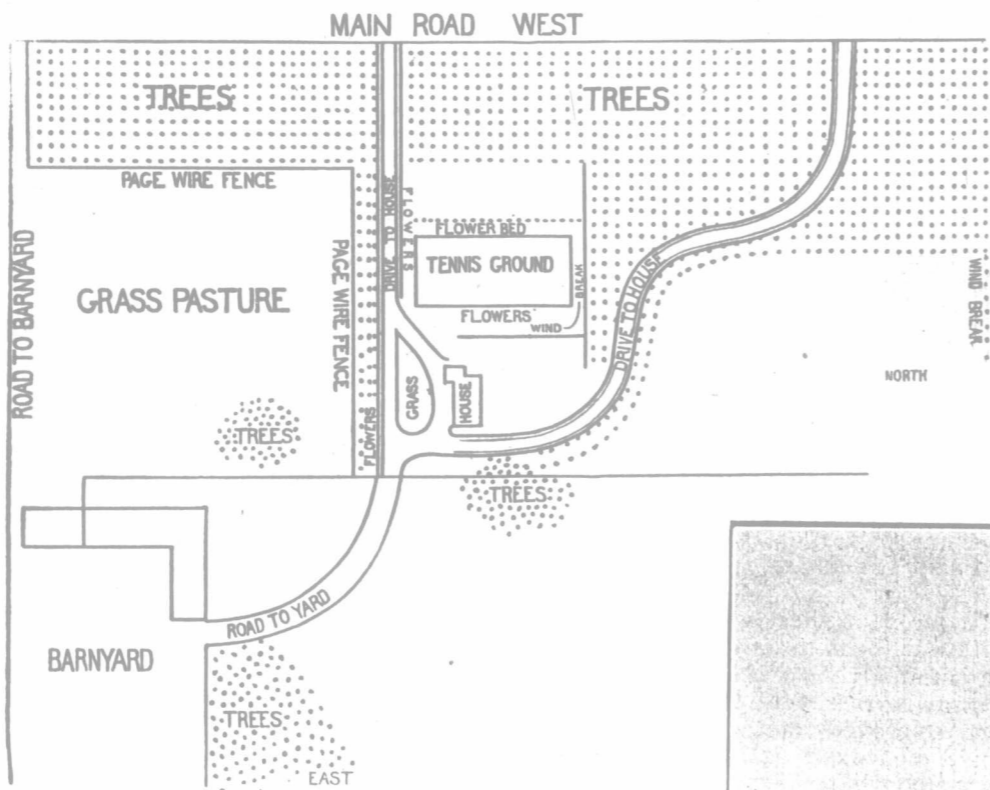 MAIN ROAD WEST
TREES
TREES
PAGE WIRE FENCE
ROAD TO BARNYARD
GRASS PASTURE
PAGE WIRE FENCE
DRIVE TO HOUSE
FLOWERS
FLOWER BED
TENNIS GROUND
FLOWERS
WIND BREAK
DRIVE TO HOUSE
WIND BREAK
NORTH
GRASS
HOUSE
FLOWERS
TREES
TREES
ROAD TO YARD
BARNYARD
TREES
EAST